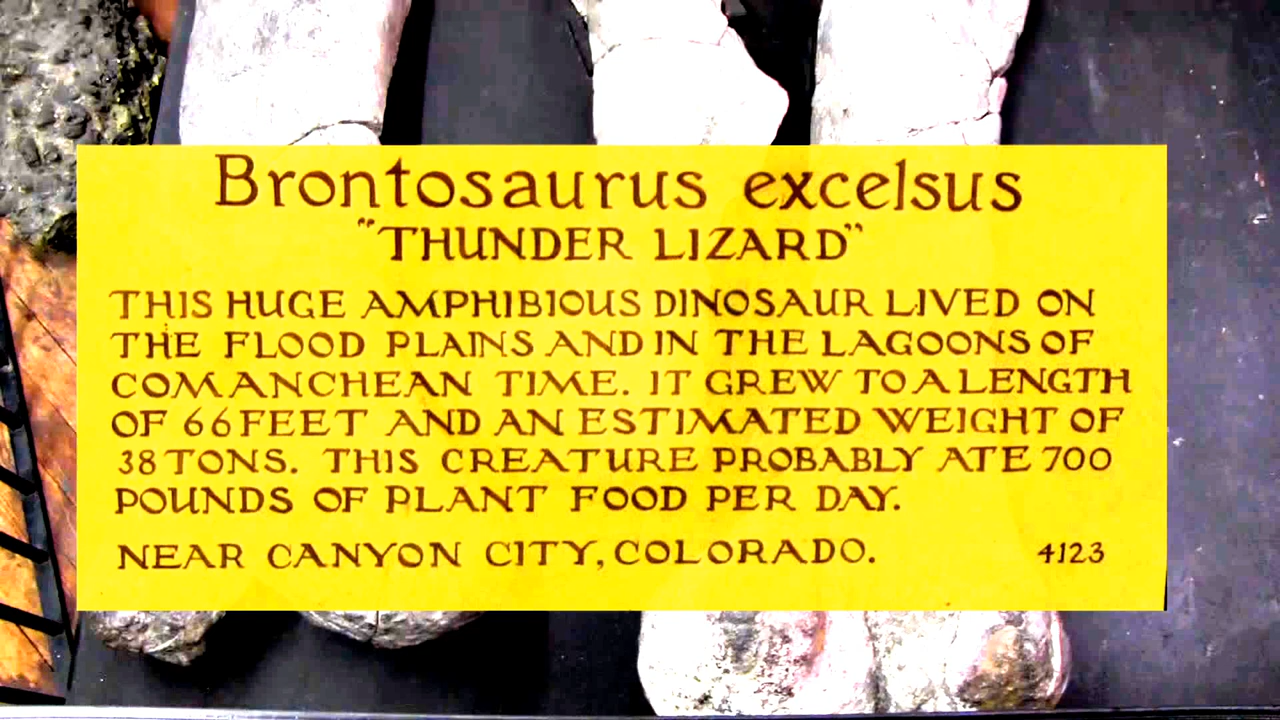 Brontosaurus excelsus
"THUNDER LIZARD"
THIS HUGE AMPHIBIOUS DINOSAUR LIVED ON
THE FLOOD PLAINS AND IN THE LAGOONS OF
COMANCHEAN TIME. IT GREW TO A LENGTH
OF 66 FEET AND AN ESTIMATED WEIGHT OF
38 TONS. THIS CREATURE PROBABLY ATE 700
POUNDS OF PLANT FOOD PER DAY.
NEAR CANYON CITY, COLORADO. 4123